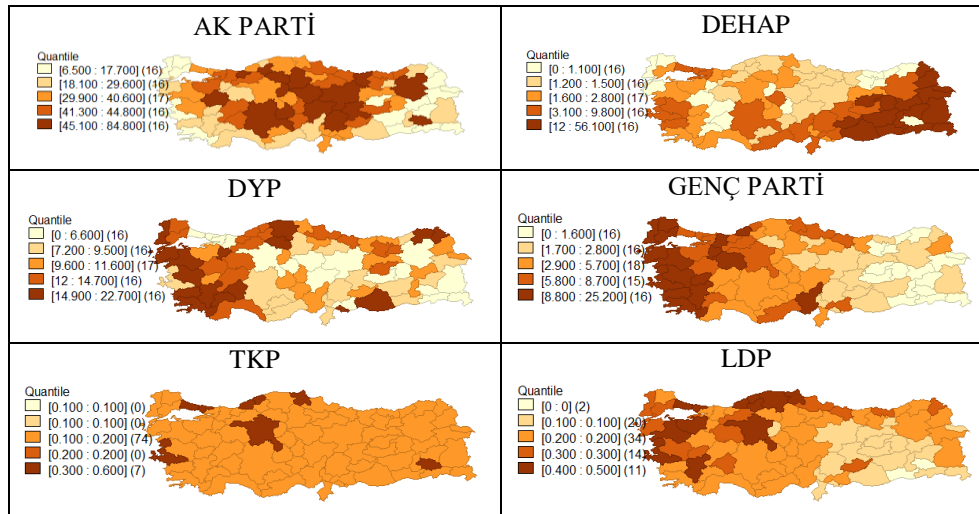 AK PARTİ
Quantile
[6.500 : 17.700] (16)
[18.100 : 29.600] (16)
[29.900 : 40.600] (17)
[41.300 : 44.800] (16)
[45.100 : 84.800] (16)
DEHAP
Quantile
[0 : 1.100] (16)
[1.200 : 1.500] (16)
[1.600 : 2.800] (17)
[3.100 : 9.800] (16)
[12 : 56.100] (16)
DYP
Quantile
[0 : 6.600] (16)
[7.200 : 9.500] (16)
[9.600 : 11.600] (17)
[12 : 14.700] (16)
[14.900 : 22.700] (16)
GENÇ PARTİ
Quantile
[0 : 1.600] (16)
[1.700 : 2.800] (16)
[2.900 : 5.700] (18)
[5.800 : 8.700] (15)
[8.800 : 25.200] (16)
TKP
Quantile
[0.100 : 0.100] (0)
[0.100 : 0.100] (0)
[0.100 : 0.200] (74)
[0.200 : 0.200] (0)
[0.300 : 0.600] (7)
LDP
Quantile
[0 : 0] (2)
[0.100 : 0.100] (20)
[0.200 : 0.200] (34)
[0.300 : 0.300] (14)
[0.400 : 0.500] (11)